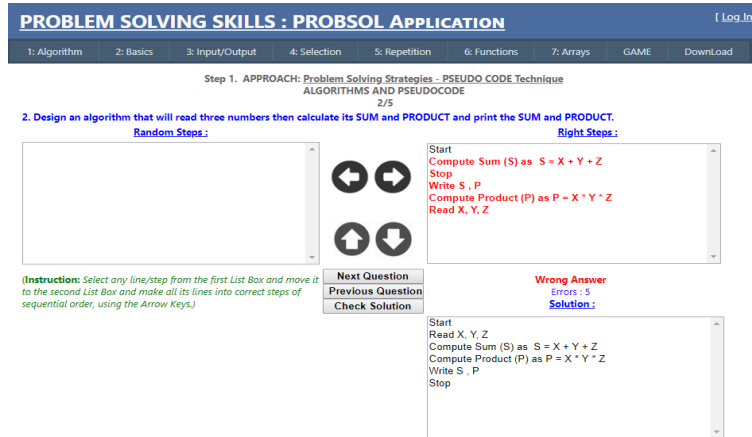 PROBLEM SOLVING SKILLS : PROBSOL APPLICATION
[ Log In
1: Algorithm 2: Basics 3: Input/Output 4: Selection 5: Repetition 6: Functions 7: Arrays GAME DownLoad
Step 1. APPROACH: Problem Solving Strategies - PSEUDO CODE Technique
ALGORITHMS AND PSEUDOCODE
2/5
2. Design an algorithm that will read three numbers then calculate its SUM and PRODUCT and print the SUM and PRODUCT.
Random Steps :
Right Steps :
Start
Compute Sum (S) as S = X + Y + Z
Stop
Write S , P
Compute Product (P) as P = X * Y * Z
Read X, Y, Z
(Instruction: Select any line/step from the first List Box and move it
to the second List Box and make all its lines into correct steps of
sequential order, using the Arrow Keys,)
Next Question
Previous Question
Check Solution
Wrong Answer
Errors : 5
Solution :
Start
Read X, Y, Z
Compute Sum (S) as S = X + Y + Z
Compute Product (P) as P = X * Y * Z
Write S , P
Stop